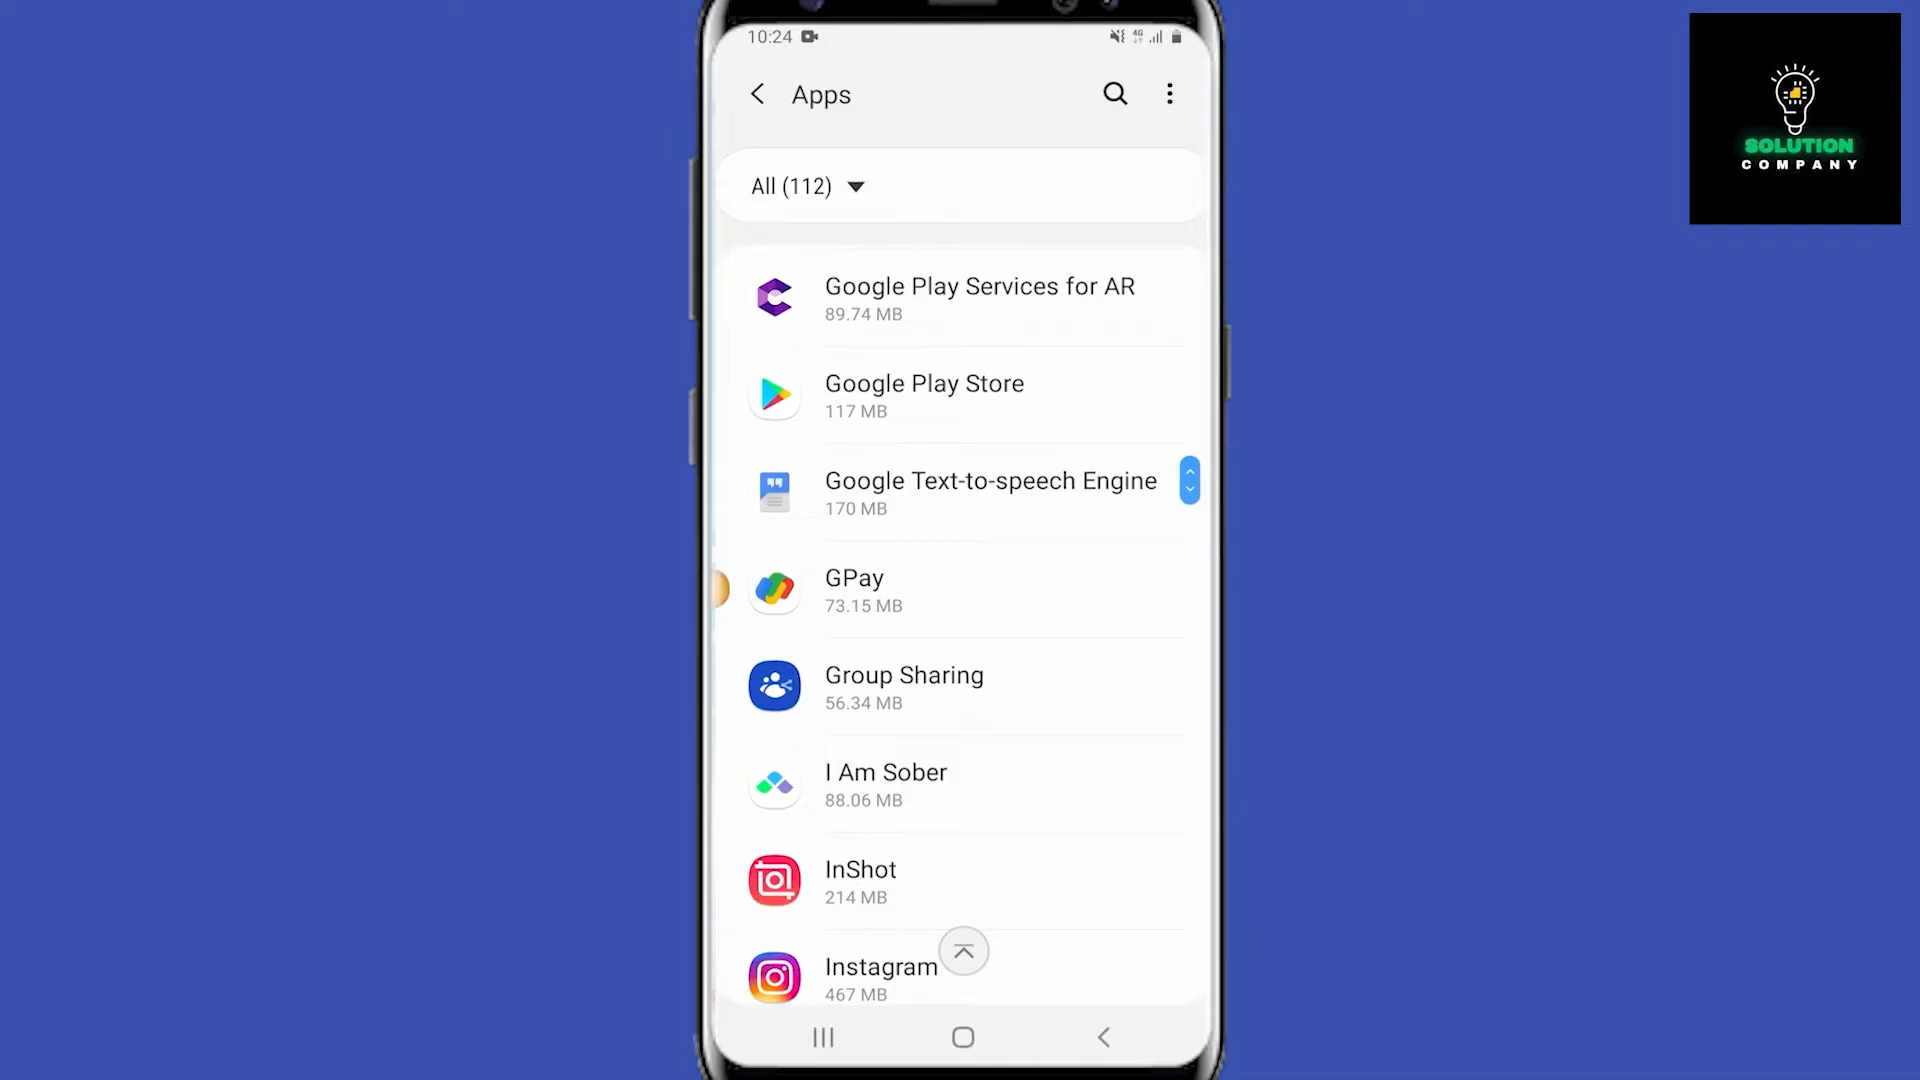 10:24
4G
Apps
All (112)
Google Play Services for AR
89.74 MB
Google Play Store
117 MB
Google Text-to-speech Engine
170 MB
GPay
73.15 MB
Group Sharing
56.34 MB
I Am Sober
88.06 MB
InShot
214 MB
Instagram
467 MB
SOLUTION
COMPANY